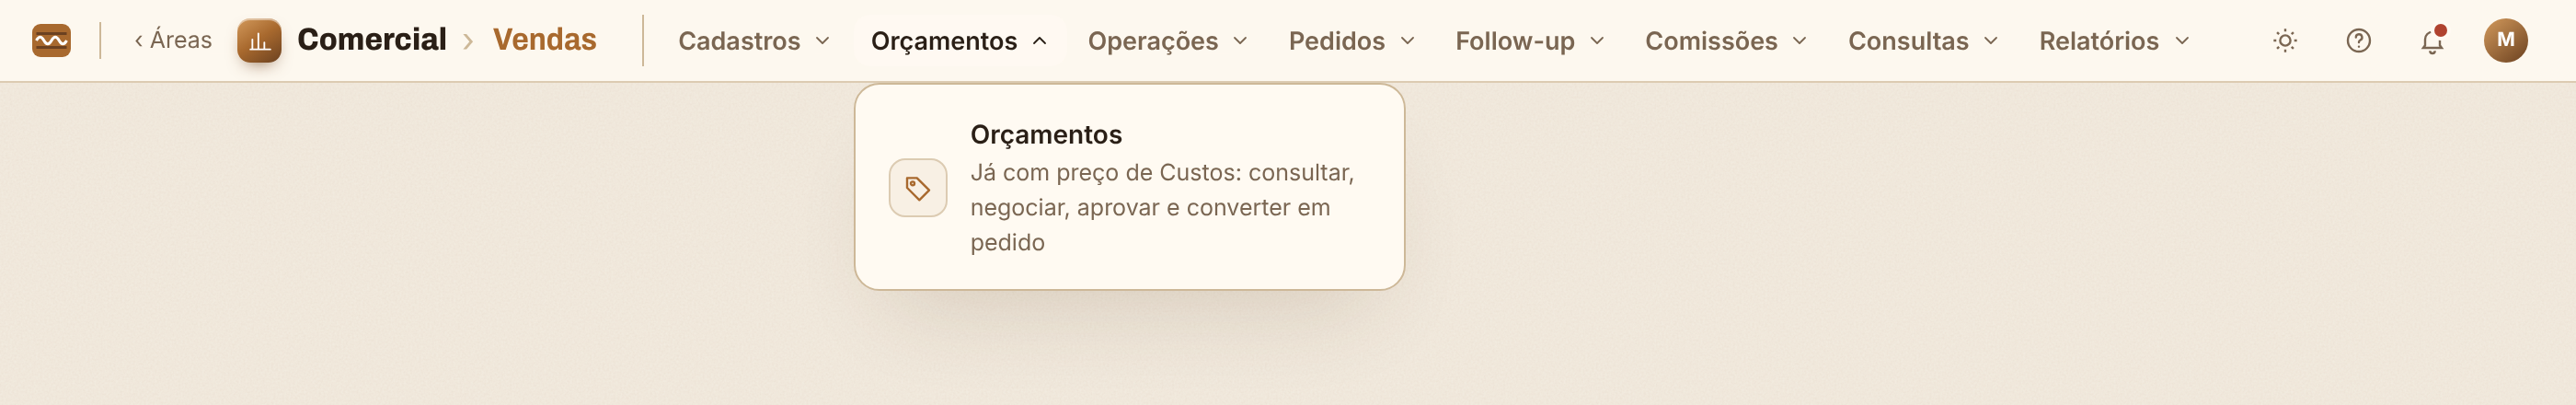 ‹ Áreas Comercial › Vendas Cadastros Orçamentos Operações Pedidos Follow-up Comissões Consultas Relatórios M
Orçamentos
Já com preço de Custos: consultar,
negociar, aprovar e converter em
pedido